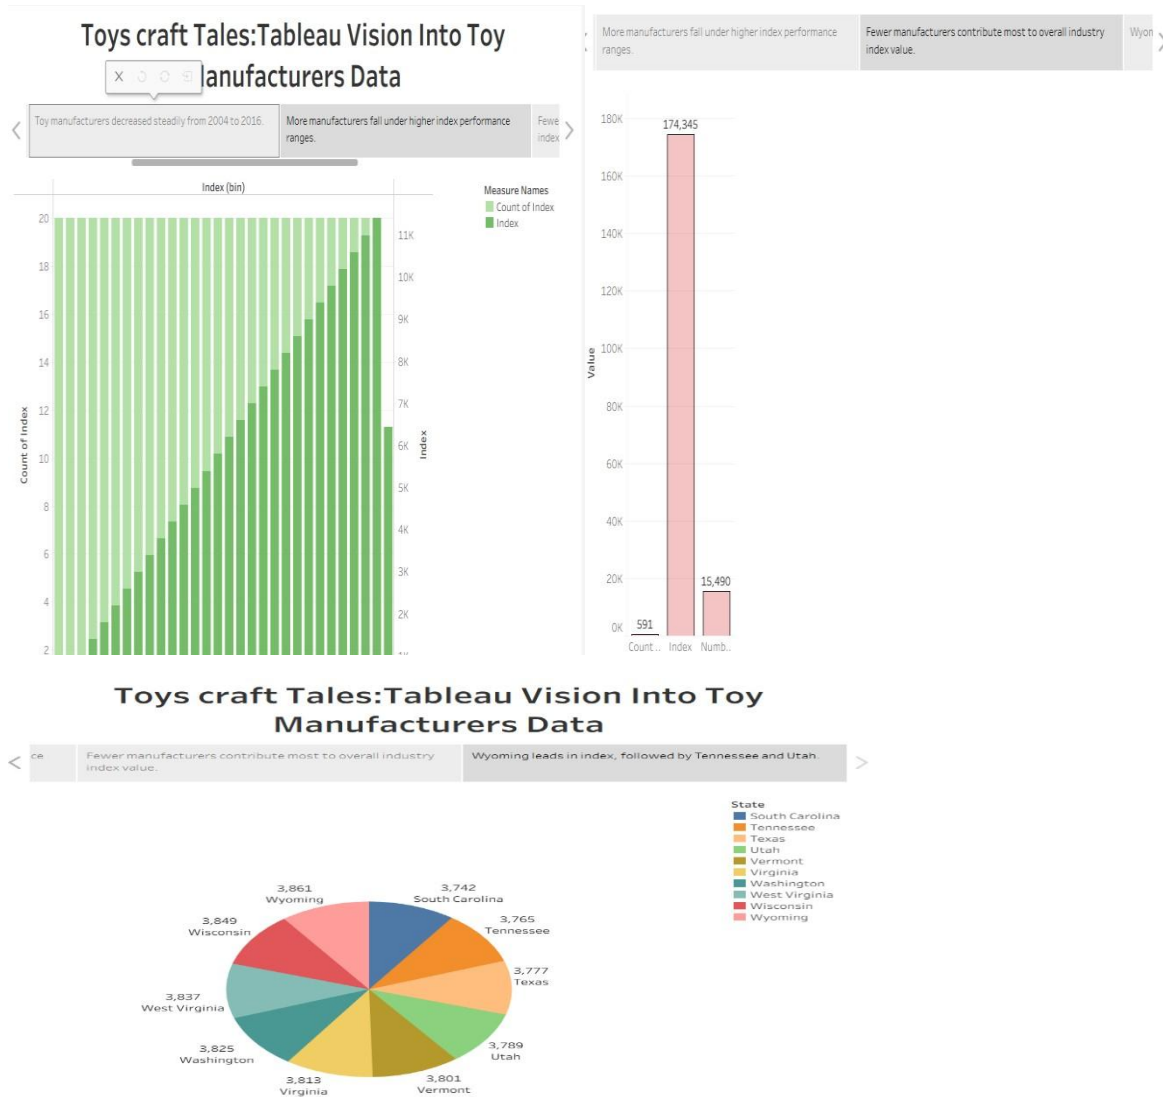 Toys craft Tales:Tableau Vision Into Toy
Manufacturers Data
X
Toy manufacturers decreased steadily from 2004 to 2016.
More manufacturers fall under higher index performance
ranges.
Fewe
index
Index (bin)
Measure Names
Count of Index
Index
Count of Index
20
18
16
14
12
10
8
6
4
2
11K
10K
9K
8K
7K
6K
5K
4K
3K
2K
1K
Index
More manufacturers fall under higher index performance
ranges.
Fewer manufacturers contribute most to overall industry
index value.
Wyon
Value
180K
160K
140K
120K
100K
80K
60K
40K
20K
0K
174,345
15,490
591
Count .. Index Numb..
Toys craft Tales:Tableau Vision Into Toy
Manufacturers Data
ce
Fewer manufacturers contribute most to overall industry
index value.
Wyoming leads in index, followed by Tennessee and Utah.
State
South Carolina
Tennessee
Texas
Utah
Vermont
Virginia
Washington
West Virginia
Wisconsin
Wyoming
3,742
South Carolina
3,765
Tennessee
3,777
Texas
3,789
Utah
3,801
Vermont
3,813
Virginia
3,825
Washington
3,837
West Virginia
3,849
Wisconsin
3,861
Wyoming